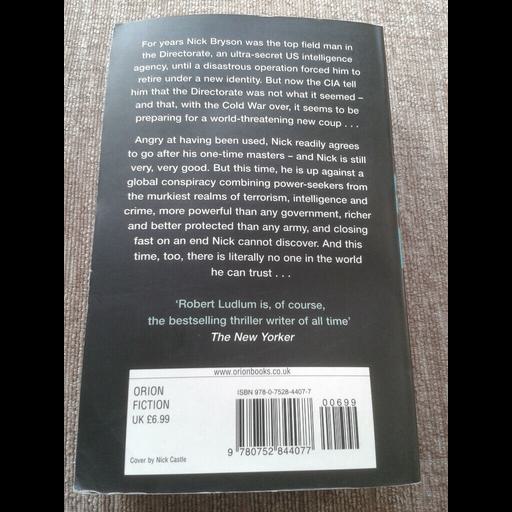 For years Nick Bryson was the top field man in
the Directorate, an ultra-secret US intelligence
agency, until a disastrous operation forced him to
retire under a new identity. But now the CIA tell
him that the Directorate was not what it seemed –
and that, with the Cold War over, it seems to be
preparing for a world-threatening new coup . . .
Angry at having been used, Nick readily agrees
to go after his one-time masters – and Nick is still
very, very good. But this time, he is up against a
global conspiracy combining power-seekers from
the murkiest realms of terrorism, intelligence and
crime, more powerful than any government, richer
and better protected than any army, and closing
fast on an end Nick cannot discover. And this
time, too, there is literally no one in the world
he can trust . . .
‘Robert Ludlum is, of course,
the bestselling thriller writer of all time’
The New Yorker
www.orionbooks.co.uk
ORION
FICTION
UK £6.99
Cover by Nick Castle
ISBN 978-0-7528-4407-7
00699
9 780752 844077